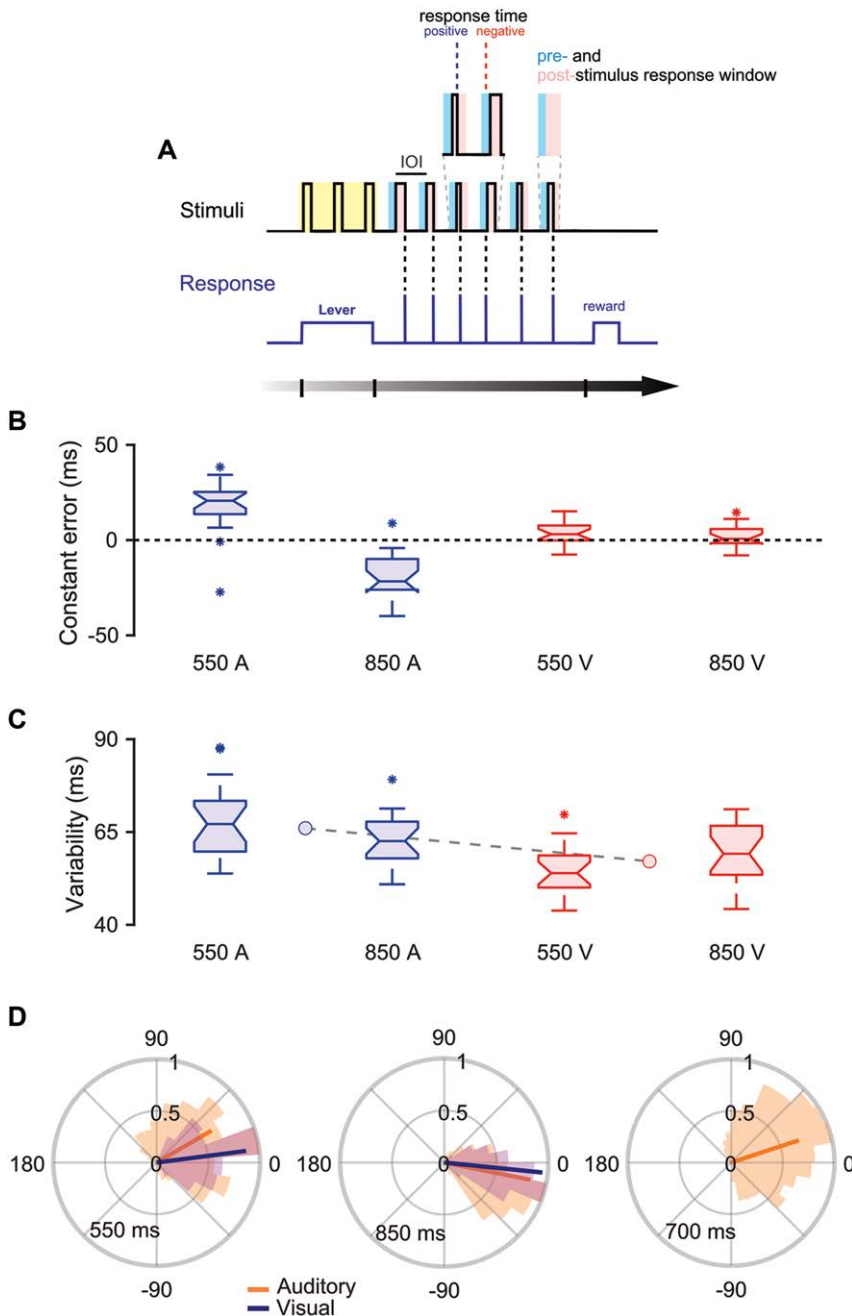 response time
positive negative
pre- and
post-stimulus response window
A
IOI
Stimuli
Response
Lever
reward
B
Constant error (ms)
50
0
-50
550 A 850 A 550 V 850 V
C
Variability (ms)
90
65
40
550 A 850 A 550 V 850 V
D
90
1
0.5
180
0
0
550 ms
-90
90
1
0.5
180
0
0
850 ms
-90
90
1
0.5
180
0
0
700 ms
-90
Auditory
Visual